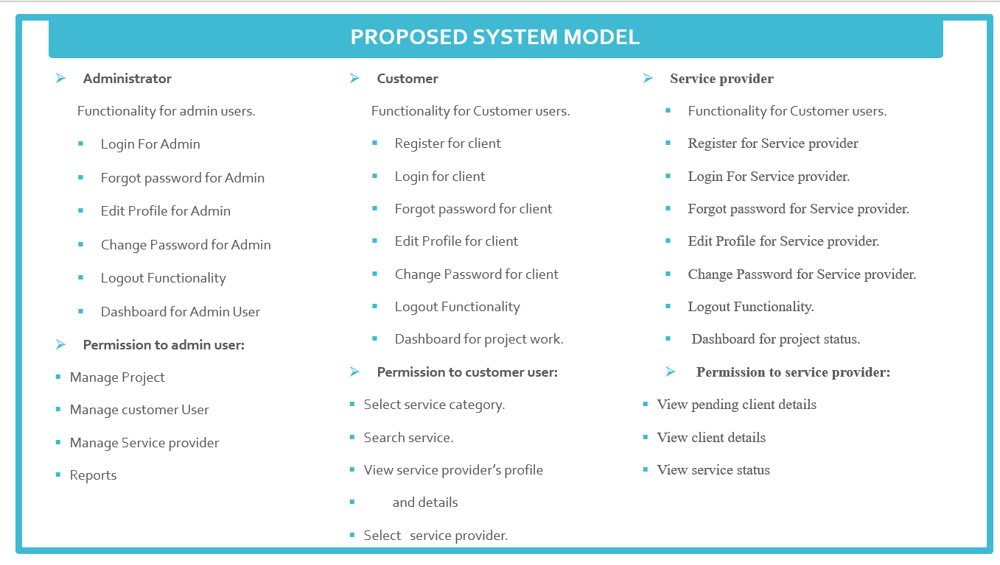 PROPOSED SYSTEM MODEL
Administrator
Functionality for admin users.
Login For Admin
Forgot password for Admin
Edit Profile for Admin
Change Password for Admin
Logout Functionality
Dashboard for Admin User
Permission to admin user:
Manage Project
Manage customer User
Manage Service provider
Reports
Customer
Functionality for Customer users.
Register for client
Login for client
Forgot password for client
Edit Profile for client
Change Password for client
Logout Functionality
Dashboard for project work.
Permission to customer user:
Select service category.
Search service.
View service provider’s profile
and details
Select service provider.
Service provider
Functionality for Customer users.
Register for Service provider
Login For Service provider.
Forgot password for Service provider.
Edit Profile for Service provider.
Change Password for Service provider.
Logout Functionality.
Dashboard for project status.
Permission to service provider:
View pending client details
View client details
View service status